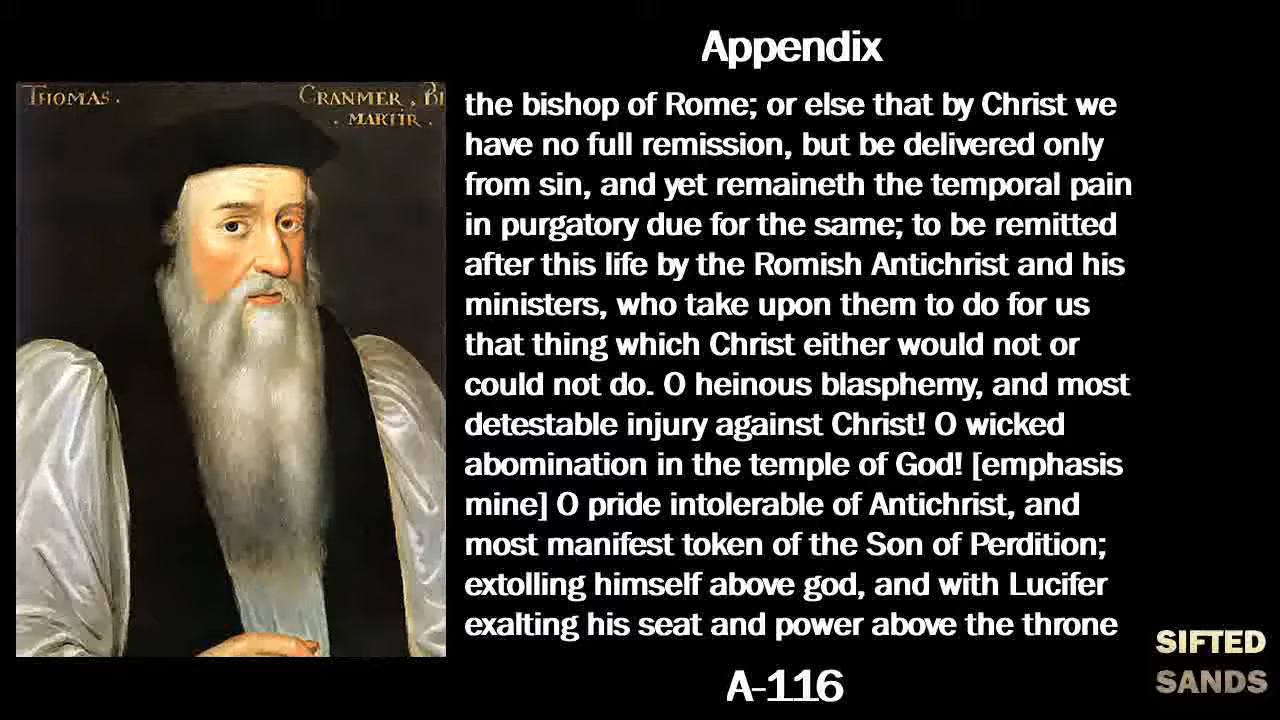 Appendix
THOMAS.
CRANMER. BI
. MARTIR.
the bishop of Rome; or else that by Christ we
have no full remission, but be delivered only
from sin, and yet remaineth the temporal pain
in purgatory due for the same; to be remitted
after this life by the Romish Antichrist and his
ministers, who take upon them to do for us
that thing which Christ either would not or
could not do. O heinous blasphemy, and most
detestable injury against Christ! O wicked
abomination in the temple of God! [emphasis
mine] O pride intolerable of Antichrist, and
most manifest token of the Son of Perdition;
extolling himself above god, and with Lucifer
exalting his seat and power above the throne
A-116
SIFTED
SANDS